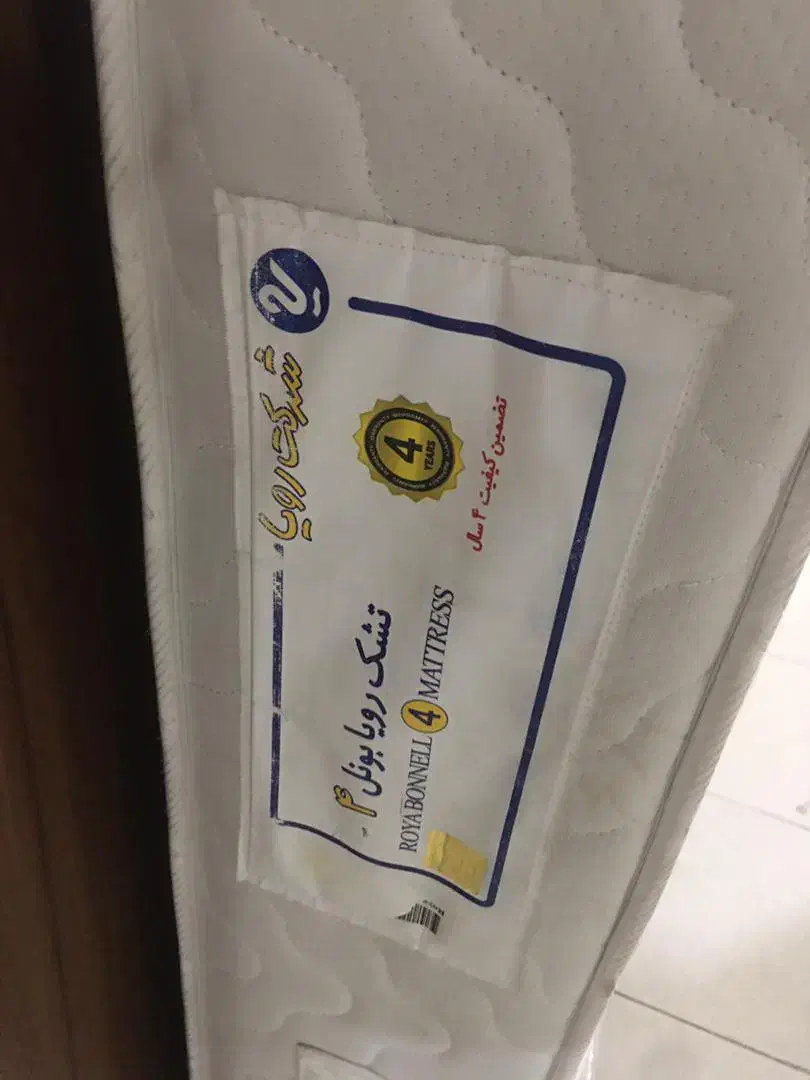 شرکت رویا
4
YEARS
تضمین کیفیت ۴ سال
تشک رویا بونل ۴
ROYA BONNELL 4 MATTRESS